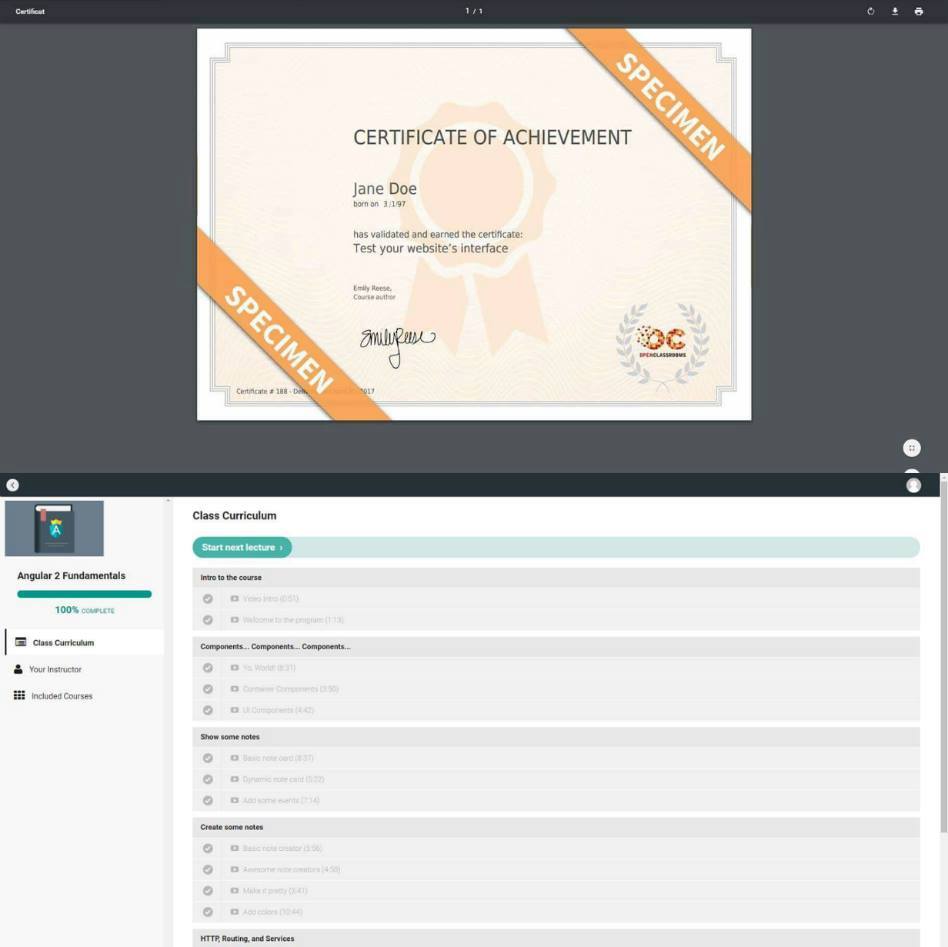 Certificat
1 / 1
SPECIMEN
CERTIFICATE OF ACHIEVEMENT
Jane Doe
born on 3/1/97
has validated and earned the certificate:
Test your website's interface
Emily Reese,
Course author
EmilyReese
SPECIMEN
OC
OPENCLASSROOMS
Certificate # 188 - 2017
Angular 2 Fundamentals
100% COMPLETE
Class Curriculum
Your Instructor
Included Courses
Class Curriculum
Start next lecture ›
Intro to the course
Video Intro (0:51)
Welcome to the program (1:13)
Components... Components... Components...
Yo, World! (8:31)
Container Components (3:50)
UI Components (4:42)
Show some notes
Basic note card (8:37)
Dynamic note card (5:22)
Add some events (7:14)
Create some notes
Basic note creator (5:56)
Awesome note creators (4:50)
Make it pretty (3:41)
Add colors (10:44)
HTTP, Routing, and Services